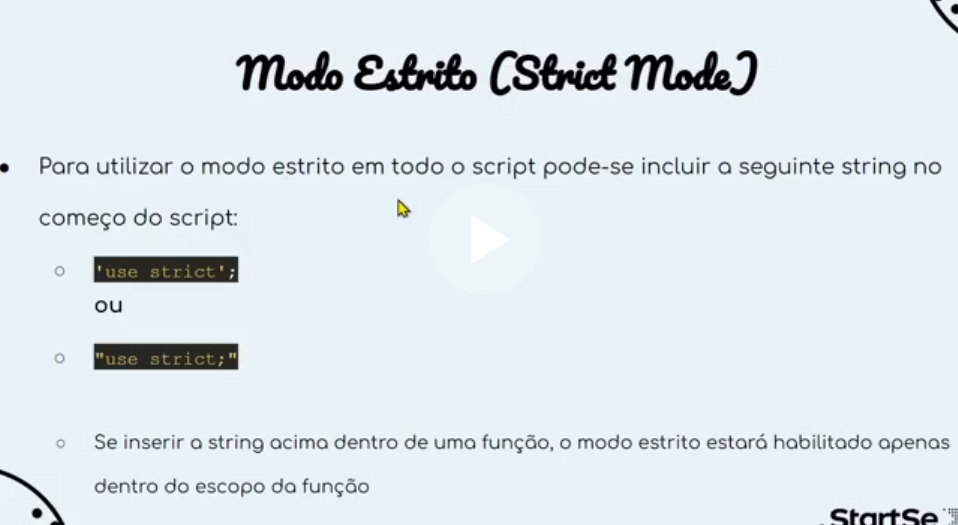 Modo Estrito (Strict Mode)
Para utilizar o modo estrito em todo o script pode-se incluir a seguinte string no
começo do script:
'use strict';
ou
"use strict;"
Se inserir a string acima dentro de uma função, o modo estrito estará habilitado apenas
dentro do escopo da função
StartSe